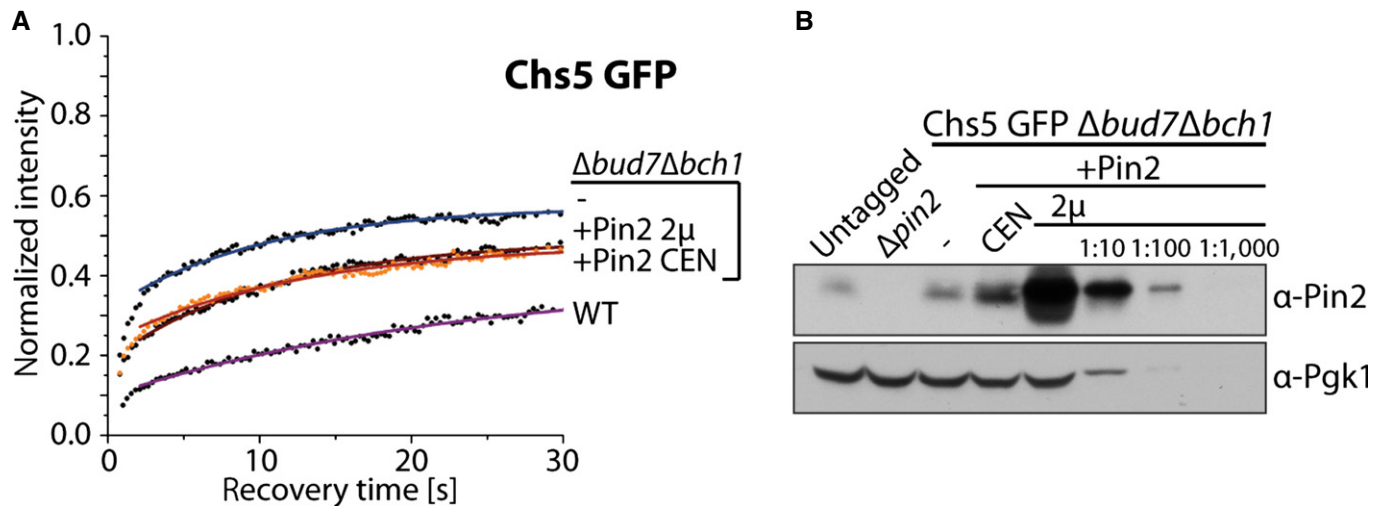 A
Chs5 GFP
Normalized intensity
1.0
0.8
0.6
0.4
0.2
0.0
0 10 20 30
Recovery time [s]
Δbud7Δbch1
-
+Pin2 2μ
+Pin2 CEN
WT
B
Chs5 GFP Δbud7Δbch1
+Pin2
2μ
Untagged Δpin2 - CEN 1:10 1:100 1:1,000
α-Pin2
α-Pgk1